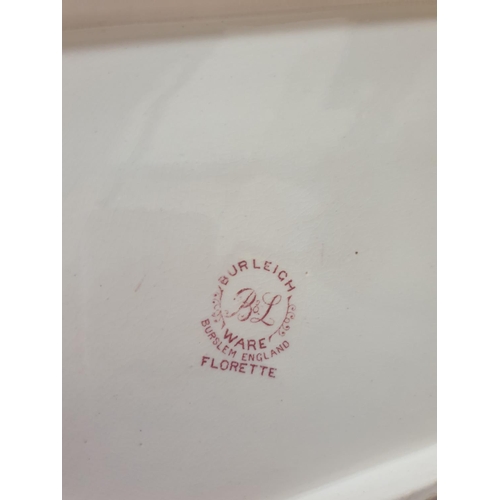 BURLEIGH
B&L
WARE
BURSLEM ENGLAND
FLORETTE